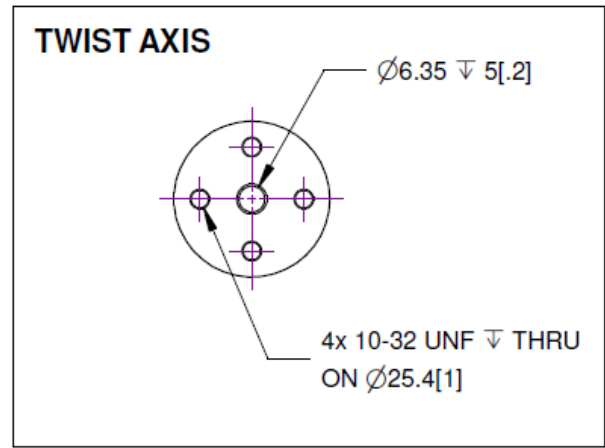 TWIST AXIS
∅6.35 ↧ 5[.2]
4x 10-32 UNF ↧ THRU
ON ∅25.4[1]